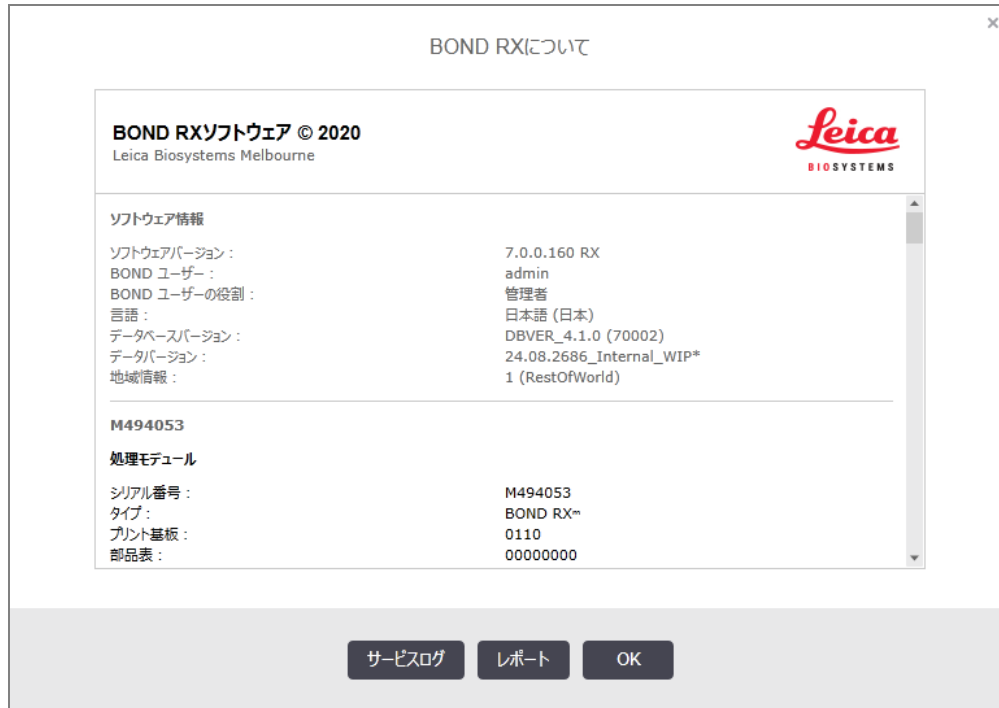 ×
BOND RXについて
BOND RXソフトウェア © 2020
Leica Biosystems Melbourne
Leica
BIOSYSTEMS
ソフトウェア情報
ソフトウェアバージョン : 7.0.0.160 RX
BOND ユーザー : admin
BOND ユーザーの役割 : 管理者
言語 : 日本語 (日本)
データベースバージョン : DBVER_4.1.0 (70002)
データバージョン : 24.08.2686_Internal_WIP*
地域情報 : 1 (RestOfWorld)
M494053
処理モデュール
シリアル番号 : M494053
タイプ : BOND RXᵐ
プリント基板 : 0110
部品表 : 00000000
サービスログ レポート OK